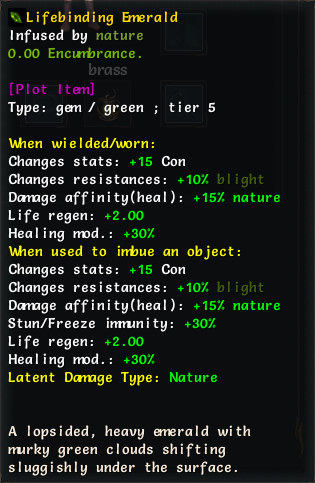 Lifebinding Emerald
Infused by nature
0.00 Encumbrance.
brass
[Plot Item]
Type: gem / green ; tier 5
When wielded/worn:
Changes stats: +15 Con
Changes resistances: +10% blight
Damage affinity(heal): +15% nature
Life regen: +2.00
Healing mod.: +30%
When used to imbue an object:
Changes stats: +15 Con
Changes resistances: +10% blight
Damage affinity(heal): +15% nature
Stun/Freeze immunity: +30%
Life regen: +2.00
Healing mod.: +30%
Latent Damage Type: Nature
A lopsided, heavy emerald with
murky green clouds shifting
sluggishly under the surface.